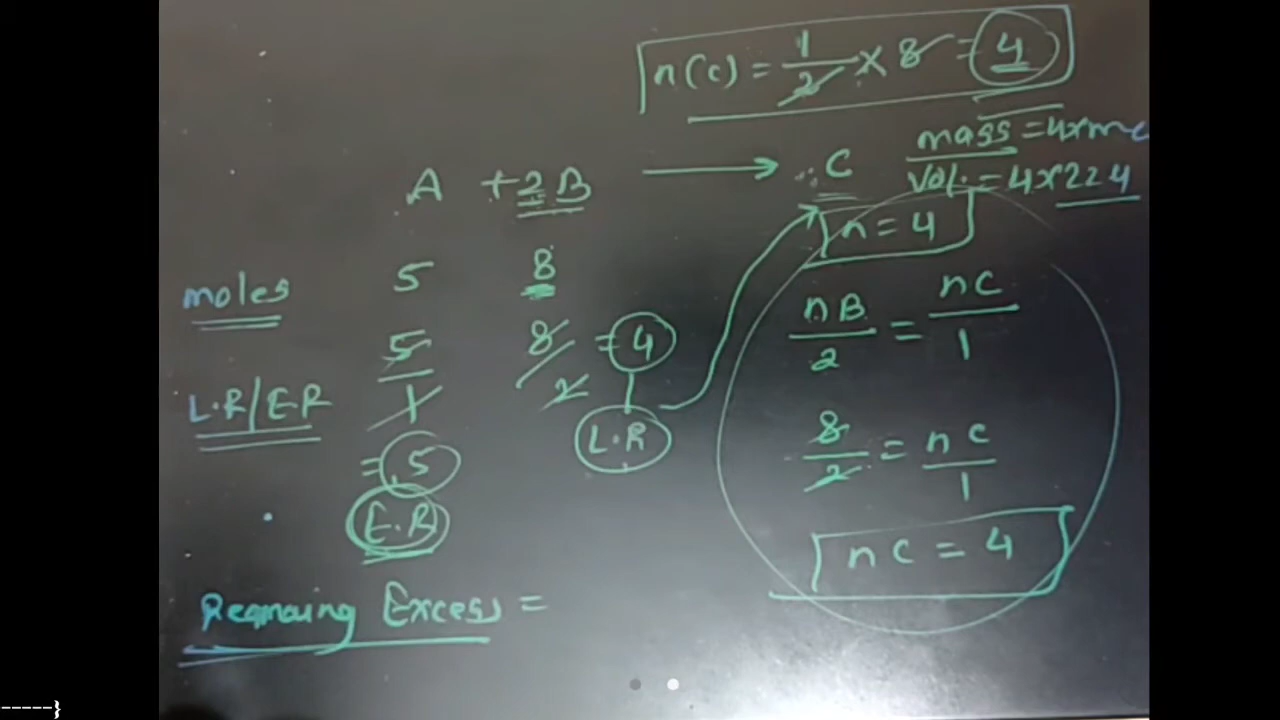 n(c) = 1/2 × 8 = 4
A + 2B → C
mass = 4×m
Vol. = 4×22.4
n = 4
moles 5 8
nB/2 = nC/1
L.R/E.R 5/1 8/2 = 4
= 5 L.R
8/2 = nC/1
E.R
nC = 4
Excess =
-----}